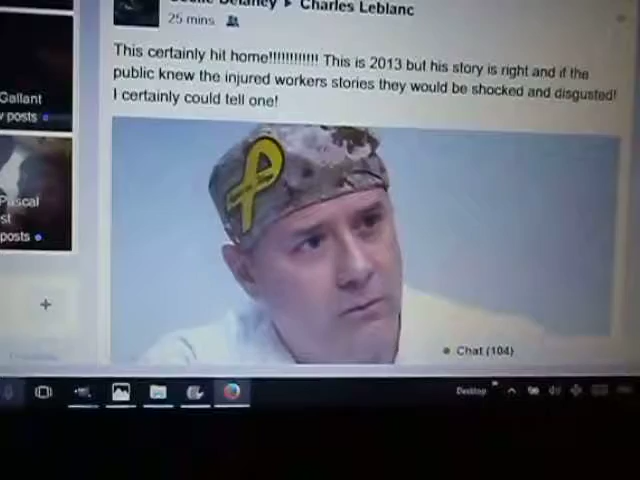 Delaney ▸ Charles Leblanc
25 mins
This certainly hit home!!!!!!!!!!!! This is 2013 but his story is right and if the
public knew the injured workers stories they would be shocked and disgusted!
I certainly could tell one!
Gallant
posts
Pascal
st
posts
+
Chat (104)
Desktop